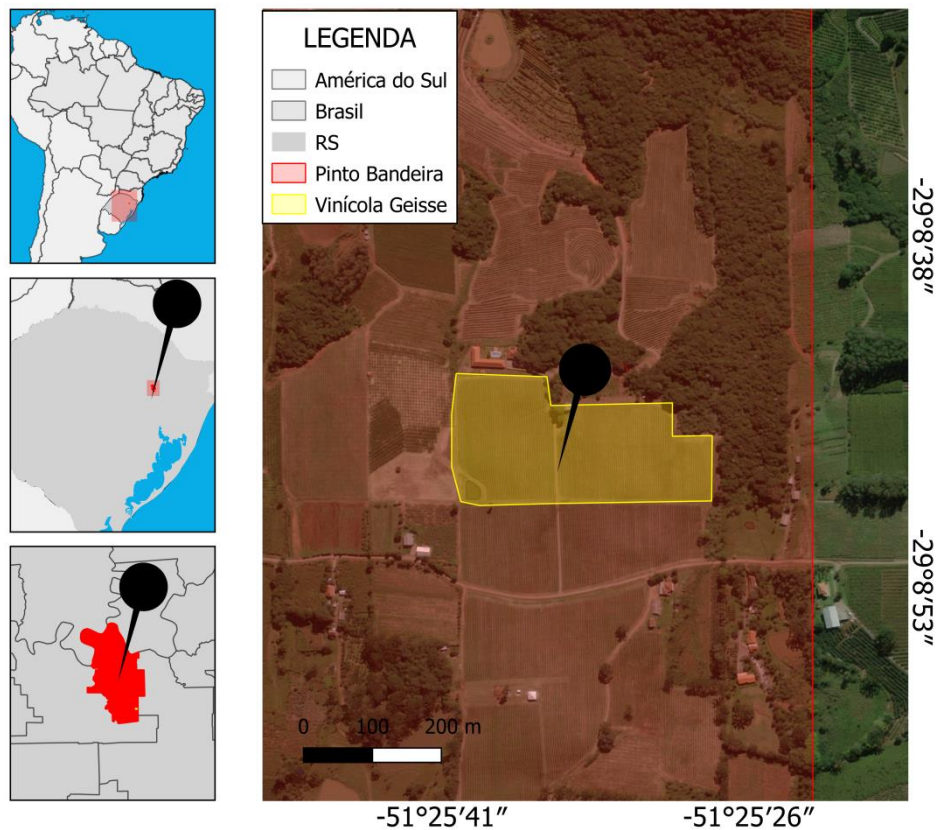 LEGENDA
América do Sul
Brasil
RS
Pinto Bandeira
Vinícola Geisse
-29°8′38″
-29°8′53″
0 100 200 m
-51°25′41″ -51°25′26″